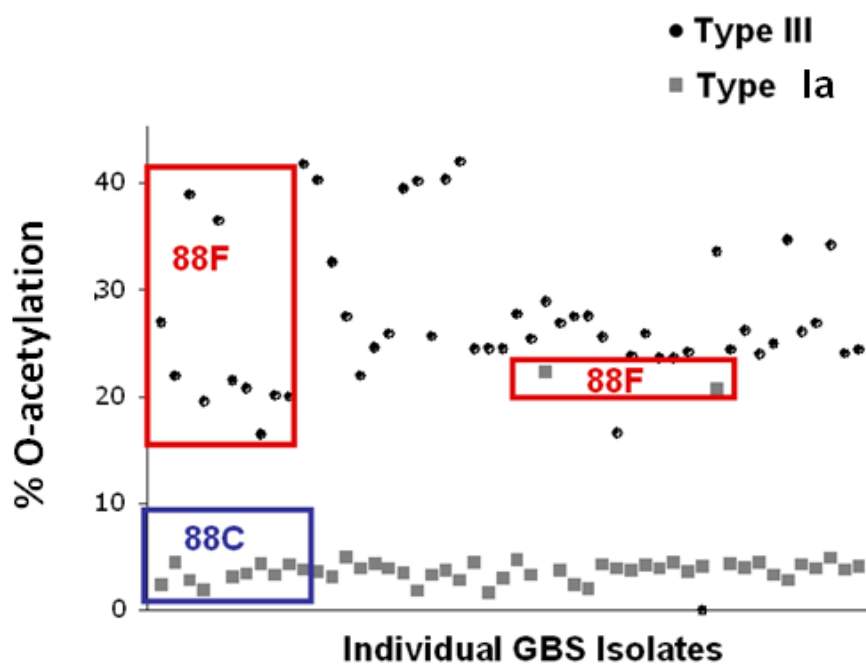 Type III
Type Ia
% O-acetylation
40
30
20
10
0
88F
88F
88C
Individual GBS Isolates